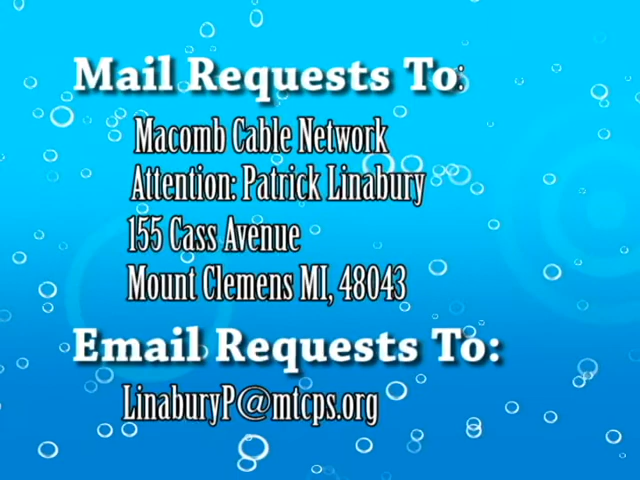 Mail Requests To:
Macomb Cable Network
Attention: Patrick Linabury
155 Cass Avenue
Mount Clemens MI, 48043
Email Requests To:
LinaburyP@mtcps.org